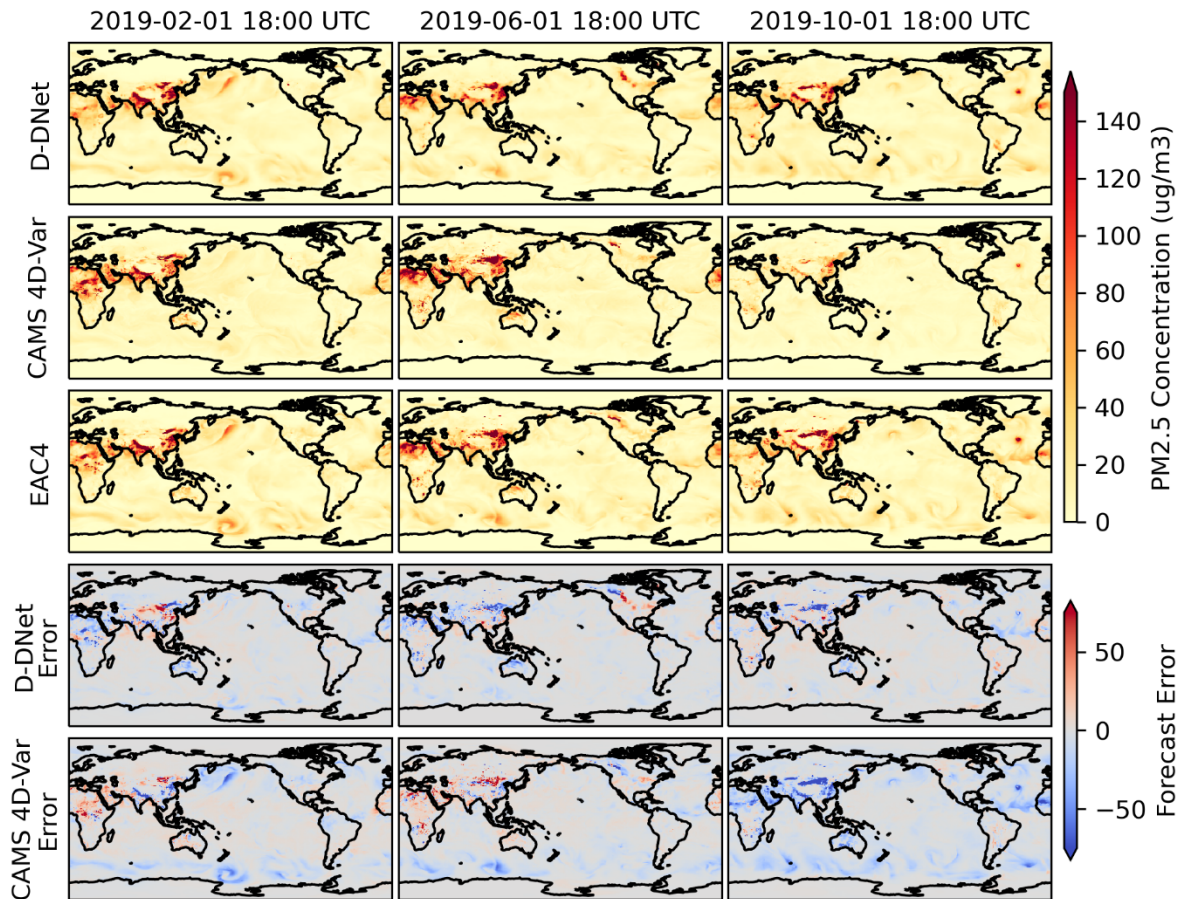 2019-02-01 18:00 UTC
2019-06-01 18:00 UTC
2019-10-01 18:00 UTC
D-DNet
CAMS 4D-Var
EAC4
D-DNet
Error
CAMS 4D-Var
Error
140
120
100
80
60
40
20
0
PM2.5 Concentration (ug/m3)
50
0
−50
Forecast Error